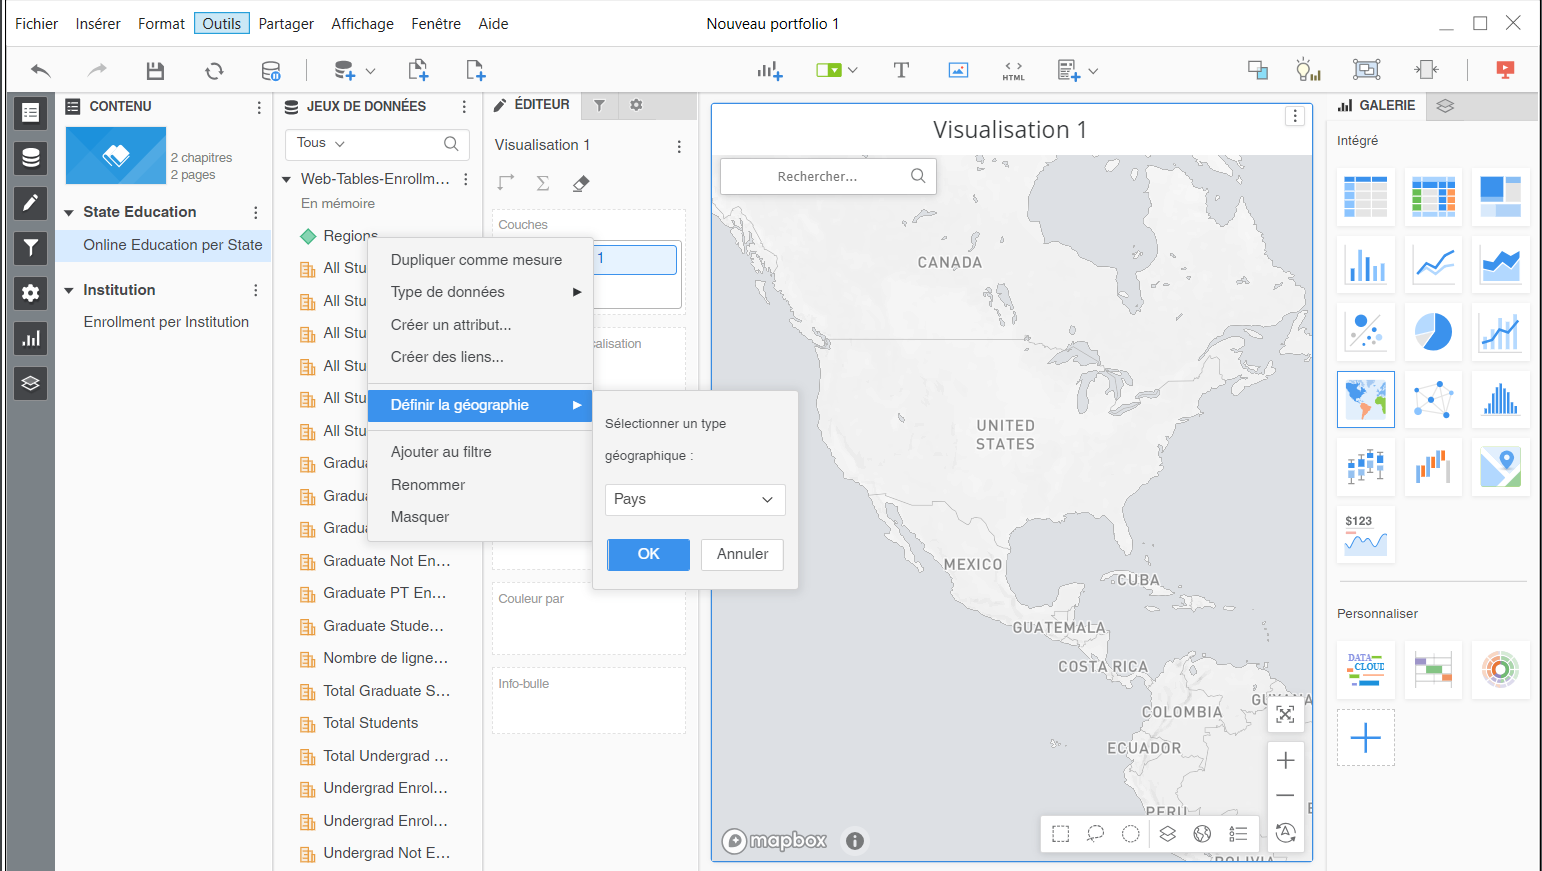 Fichier Insérer Format Outils Partager Affichage Fenêtre Aide Nouveau portfolio 1
HTML
CONTENU
2 chapitres
2 pages
State Education
Online Education per State
Institution
Enrollment per Institution
JEUX DE DONNÉES
Tous
Web-Tables-Enrollm...
En mémoire
Regions
All Stu
All Stu
All Stu
All Stu
All Stu
All Stu
Gradu
Gradu
Gradu
Graduate Not En...
Graduate PT En...
Graduate Stude...
Nombre de ligne...
Total Graduate S...
Total Students
Total Undergrad ...
Undergrad Enrol...
Undergrad Enrol...
Undergrad Not E...
Dupliquer comme mesure
Type de données
Créer un attribut...
Créer des liens...
Définir la géographie
Ajouter au filtre
Renommer
Masquer
Sélectionner un type
géographique :
Pays
OK Annuler
ÉDITEUR
Visualisation 1
Couches
1
calisation
Couleur par
Info-bulle
Visualisation 1
Rechercher...
CANADA
UNITED
STATES
MEXICO
CUBA
GUATEMALA
COSTA RICA
GUYANA
COLOMBIA
ECUADOR
PERU
BOLIVIA
mapbox
GALERIE
Intégré
$123
Personnaliser
DATA
CLOUD